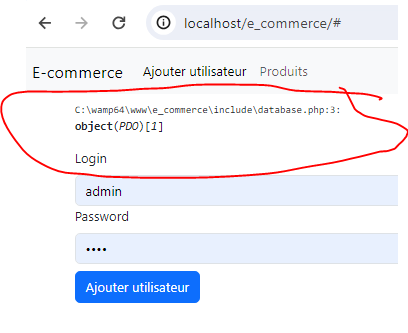 localhost/e_commerce/#
E-commerce Ajouter utilisateur Produits
C:\wamp64\www\e_commerce\include\database.php:3:
object(PDO)[1]
Login
admin
Password
••••
Ajouter utilisateur